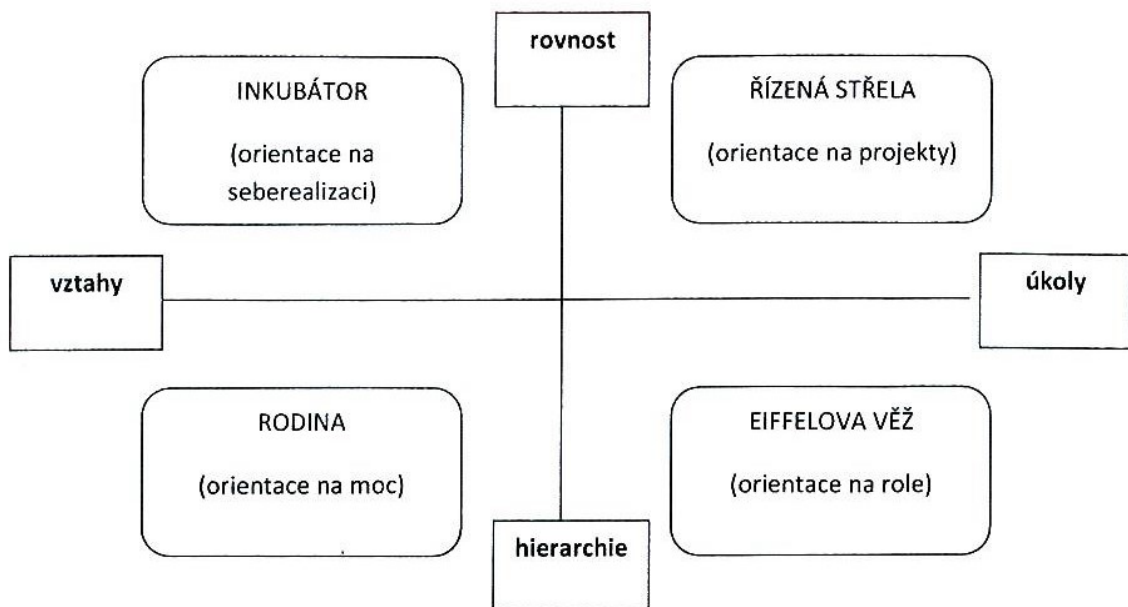 rovnost
INKUBÁTOR
(orientace na
seberealizaci)
ŘÍZENÁ STŘELA
(orientace na projekty)
vztahy
úkoly
RODINA
(orientace na moc)
EIFFELOVA VĚŽ
(orientace na role)
hierarchie